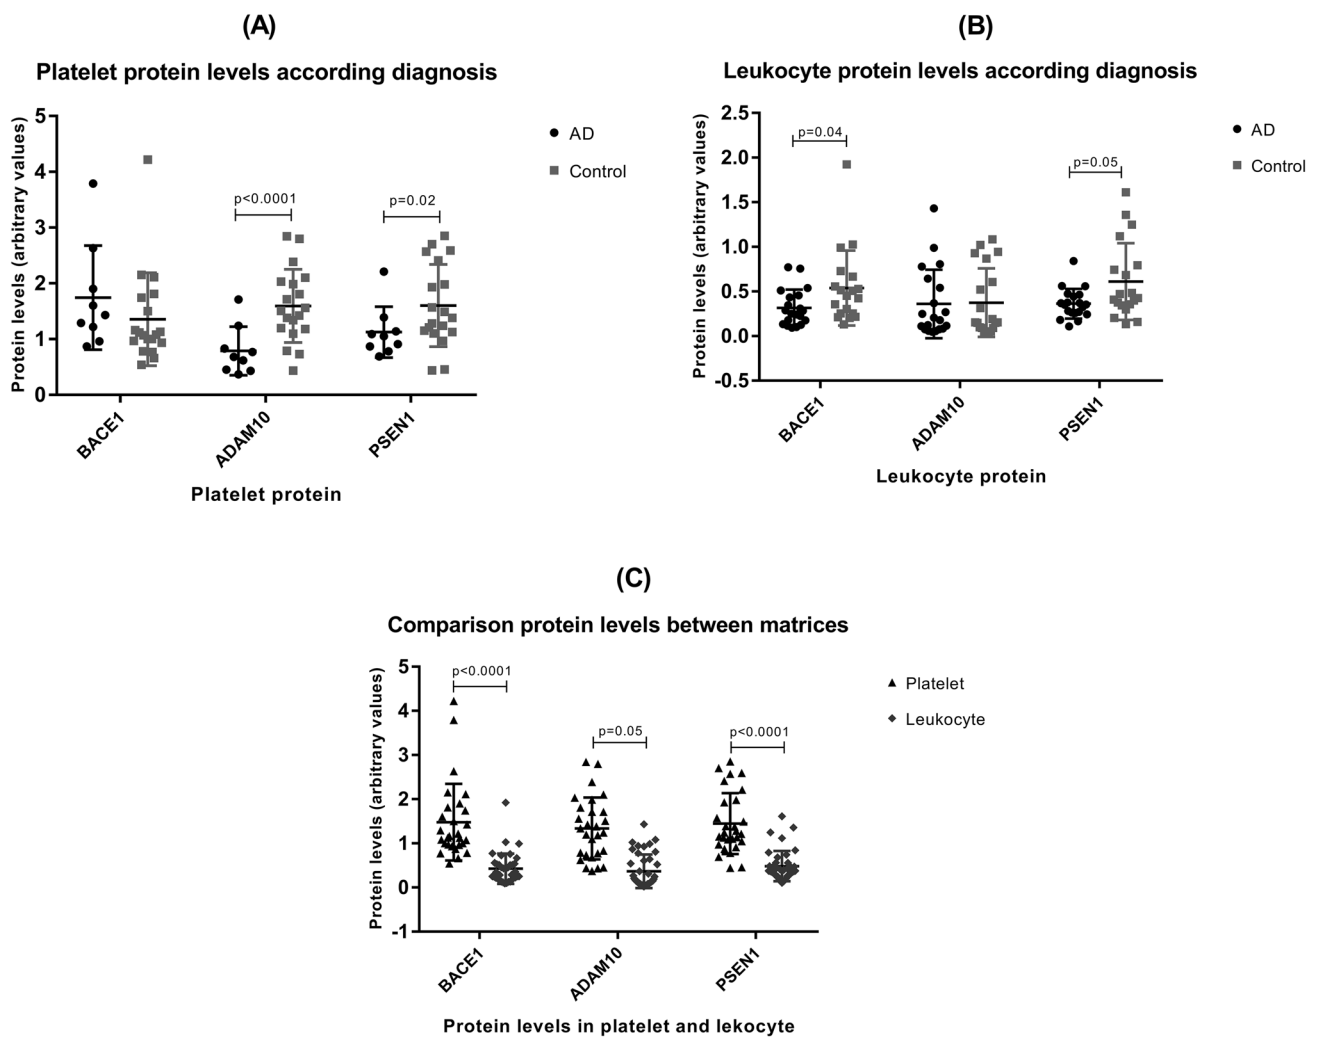 (A)
Platelet protein levels according diagnosis
Protein levels (arbitrary values)
5
4
3
2
1
0
p<0.0001
p=0.02
AD
Control
BACE1
ADAM10
PSEN1
Platelet protein
(B)
Leukocyte protein levels according diagnosis
Protein levels (arbitrary values)
2.5
2.0
1.5
1.0
0.5
0.0
-0.5
p=0.04
p=0.05
AD
Control
BACE1
ADAM10
PSEN1
Leukocyte protein
(C)
Comparison protein levels between matrices
Protein levels (arbitrary values)
5
4
3
2
1
0
-1
p<0.0001
p=0.05
p<0.0001
Platelet
Leukocyte
BACE1
ADAM10
PSEN1
Protein levels in platelet and lekocyte